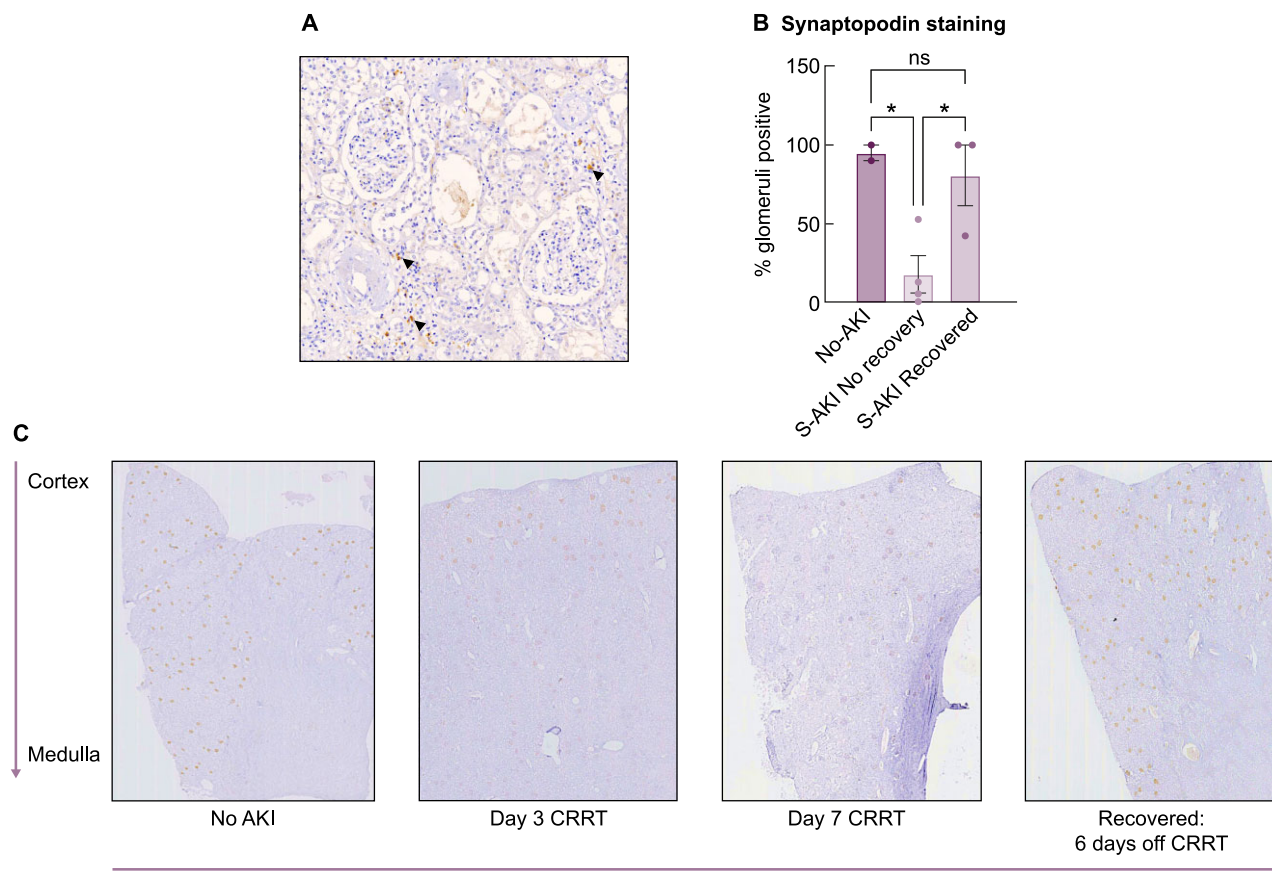 A
B Synaptopodin staining
% glomeruli positive
150
100
50
0
ns
*
*
No-AKI
S-AKI No recovery
S-AKI Recovered
C
Cortex
Medulla
No AKI
Day 3 CRRT
Day 7 CRRT
Recovered:
6 days off CRRT